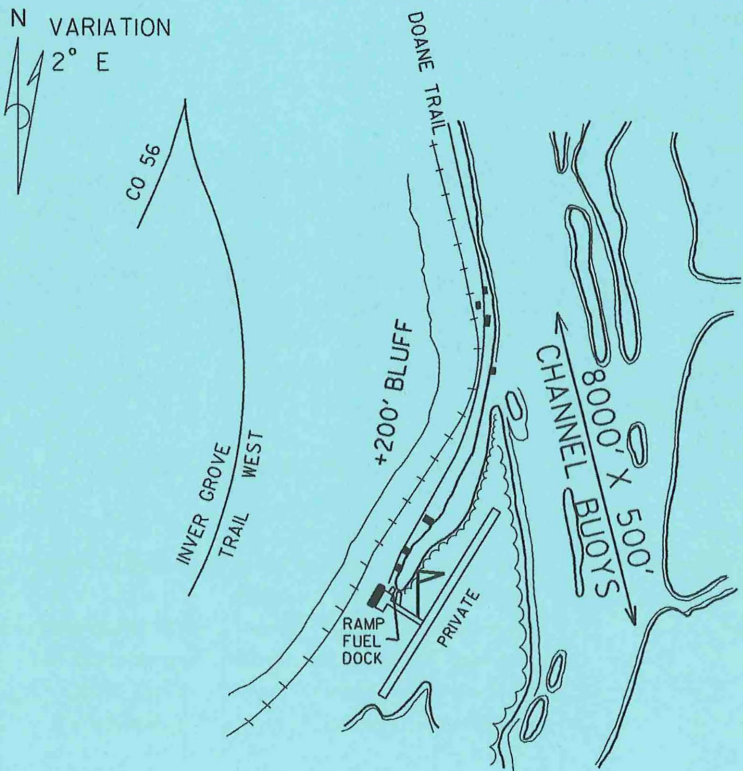 N VARIATION
2° E
DOANE TRAIL
CO 56
+200' BLUFF
8000' X 500'
CHANNEL BUOYS
INVER GROVE
TRAIL WEST
PRIVATE
RAMP
FUEL
DOCK